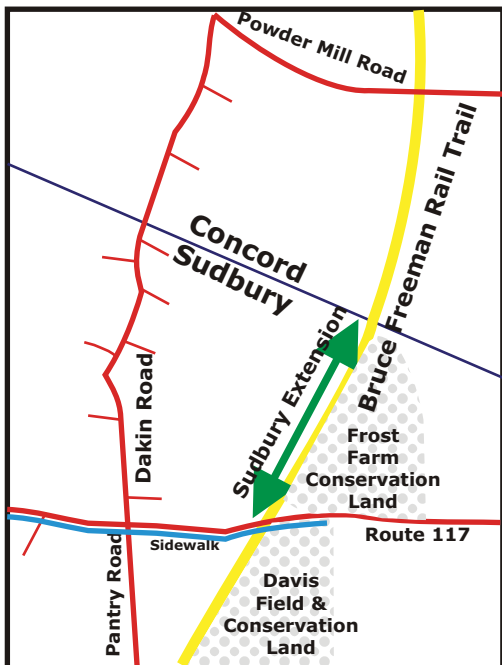 Powder Mill Road
Concord
Sudbury
Bruce Freeman Rail Trail
Sudbury Extension
Dakin Road
Frost
Farm
Conservation
Land
Route 117
Sidewalk
Pantry Road
Davis
Field &
Conservation
Land